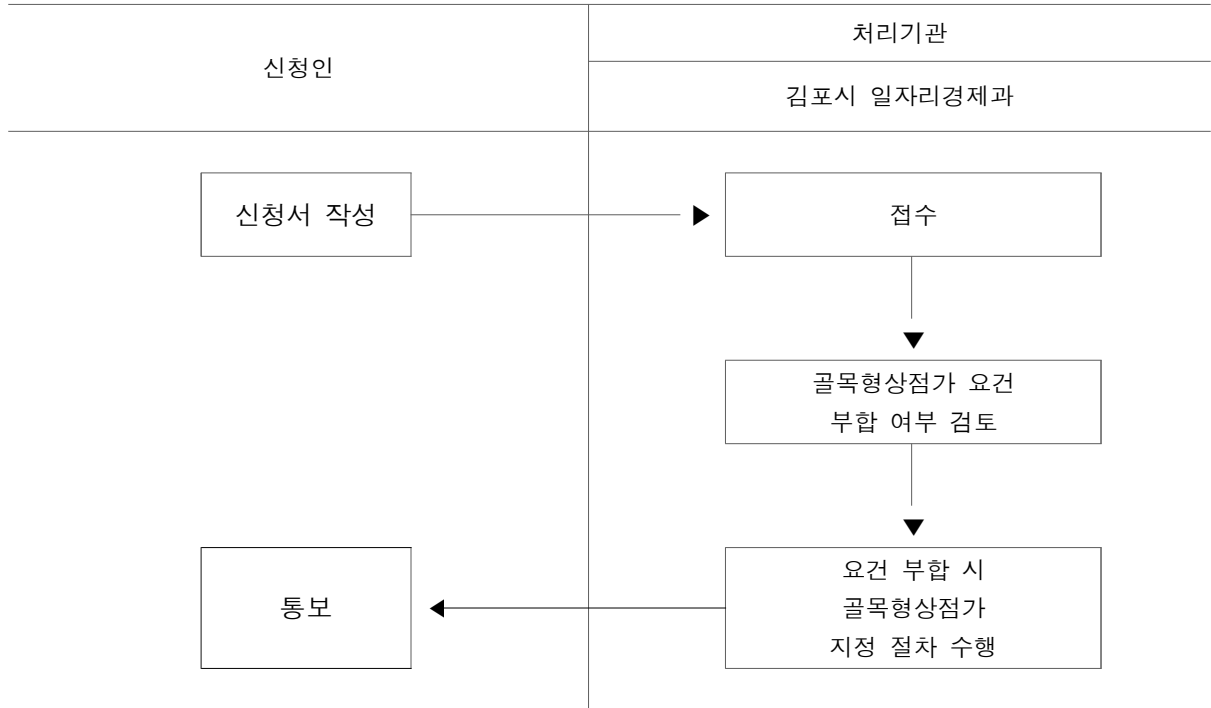 신청인
처리기관
김포시 일자리경제과
신청서 작성
접수
골목형상점가 요건
부합 여부 검토
요건 부합 시
골목형상점가
지정 절차 수행
통보